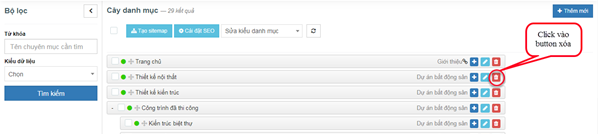 Bộ lọc
Từ khóa
Tên chuyên mục cần tìm
Kiểu dữ liệu
Chọn
Tìm kiếm
Cây danh mục — 29 kết quả
+ Thêm mới
Tạo sitemap
Cài đặt SEO
Sửa kiểu danh mục
Click vào
button xóa
Trang chủ Giới thiệu
Thiết kế nội thất Dự án bất động sản
Thiết kế kiến trúc Dự án bất động sản
- Công trình đã thi công Dự án bất động sản
Kiến trúc biệt thự Dự án bất động sản